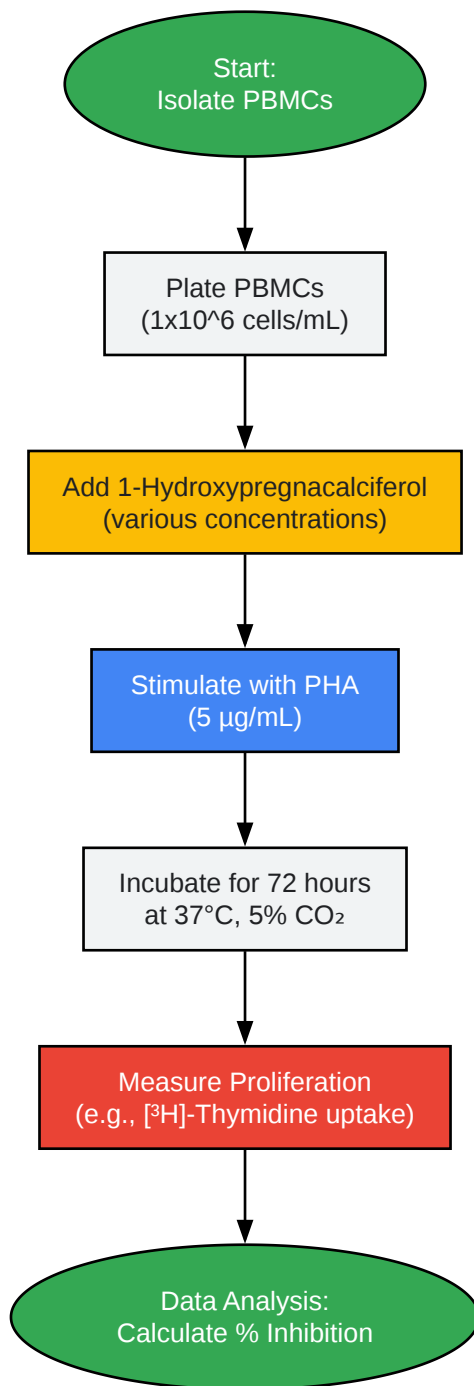 Start:
Isolate PBMCs
Plate PBMCs
(1x10^6 cells/mL)
Add 1-Hydroxypregnacalciferol
(various concentrations)
Stimulate with PHA
(5 µg/mL)
Incubate for 72 hours
at 37°C, 5% CO₂
Measure Proliferation
(e.g., [³H]-Thymidine uptake)
Data Analysis:
Calculate % Inhibition